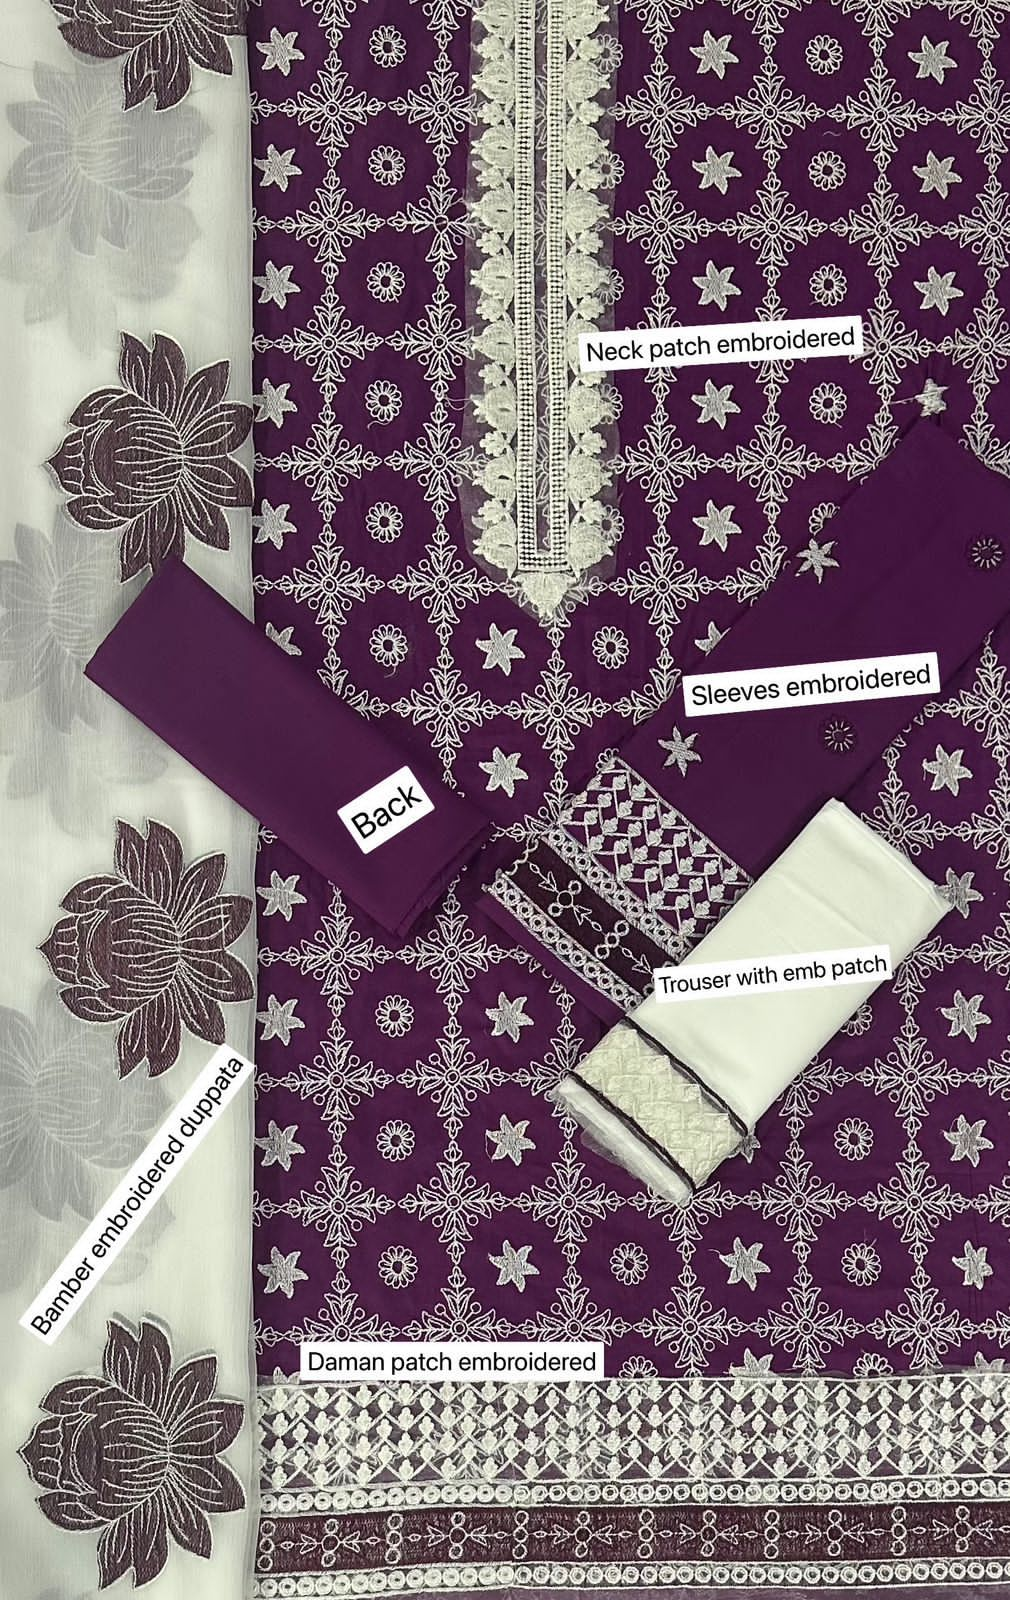 Neck patch embroidered
Sleeves embroidered
Back
Trouser with emb patch
Bamber embroidered duppata
Daman patch embroidered